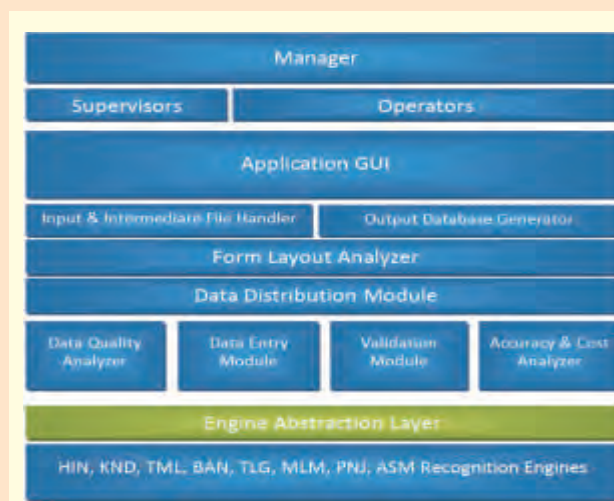 Manager
Supervisors
Operators
Application GUI
Input & Intermediate File Handler
Output Database Generator
Form Layout Analyzer
Data Distribution Module
Data Quality
Analyzer
Data Entry
Module
Validation
Module
Accuracy & Cost
Analyzer
Engine Abstraction Layer
HIN, KND, TML, BAN, TLG, MLM, PNJ, ASM Recognition Engines